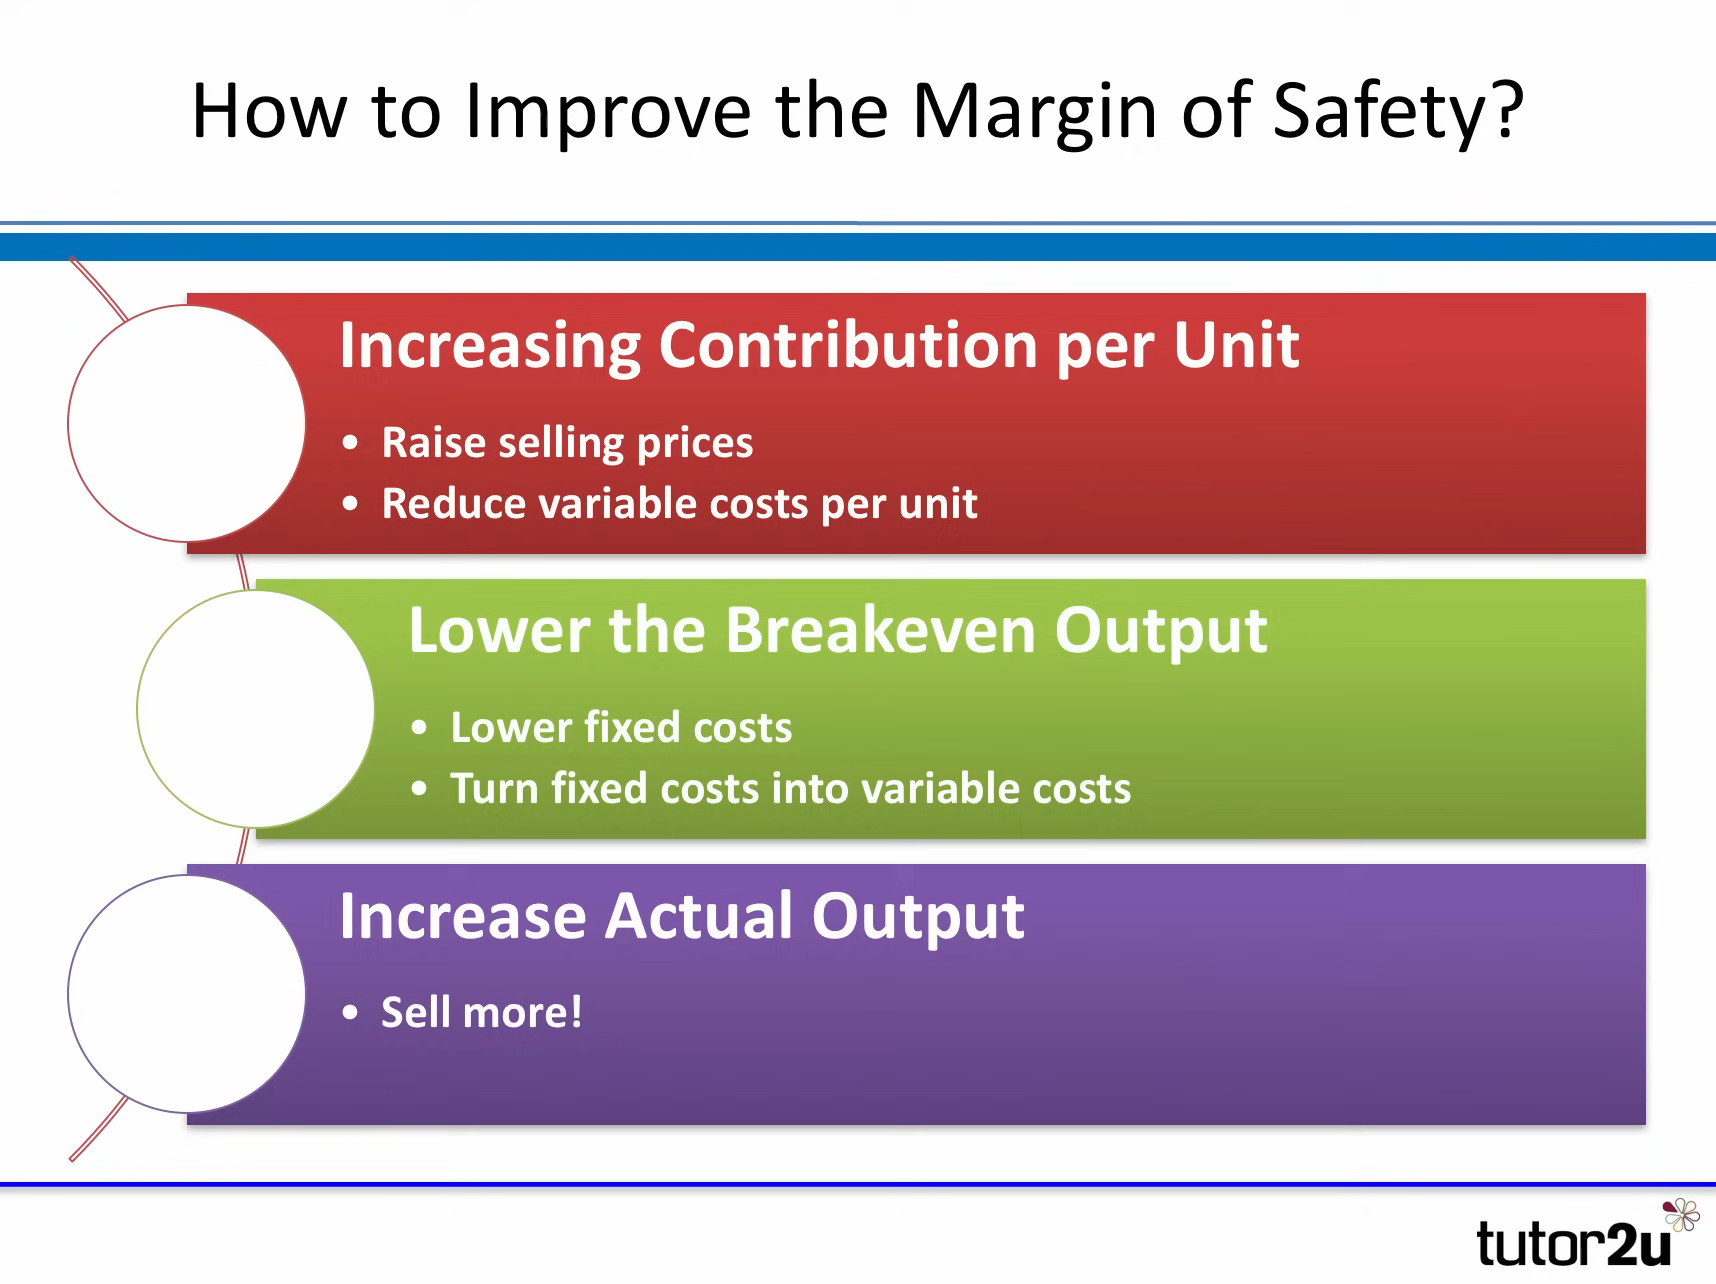 How to Improve the Margin of Safety?
Increasing Contribution per Unit
• Raise selling prices
• Reduce variable costs per unit
Lower the Breakeven Output
• Lower fixed costs
• Turn fixed costs into variable costs
Increase Actual Output
• Sell more!
tutor2u